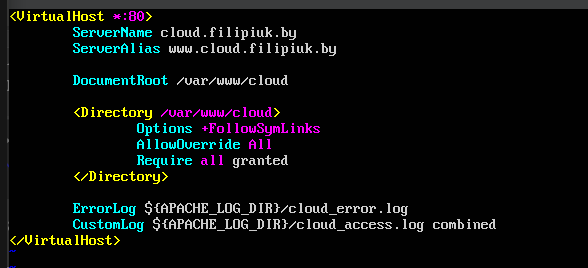 <VirtualHost *:80>
ServerName cloud.filipiuk.by
ServerAlias www.cloud.filipiuk.by
DocumentRoot /var/www/cloud
<Directory /var/www/cloud>
Options +FollowSymLinks
AllowOverride All
Require all granted
</Directory>
ErrorLog ${APACHE_LOG_DIR}/cloud_error.log
CustomLog ${APACHE_LOG_DIR}/cloud_access.log combined
</VirtualHost>